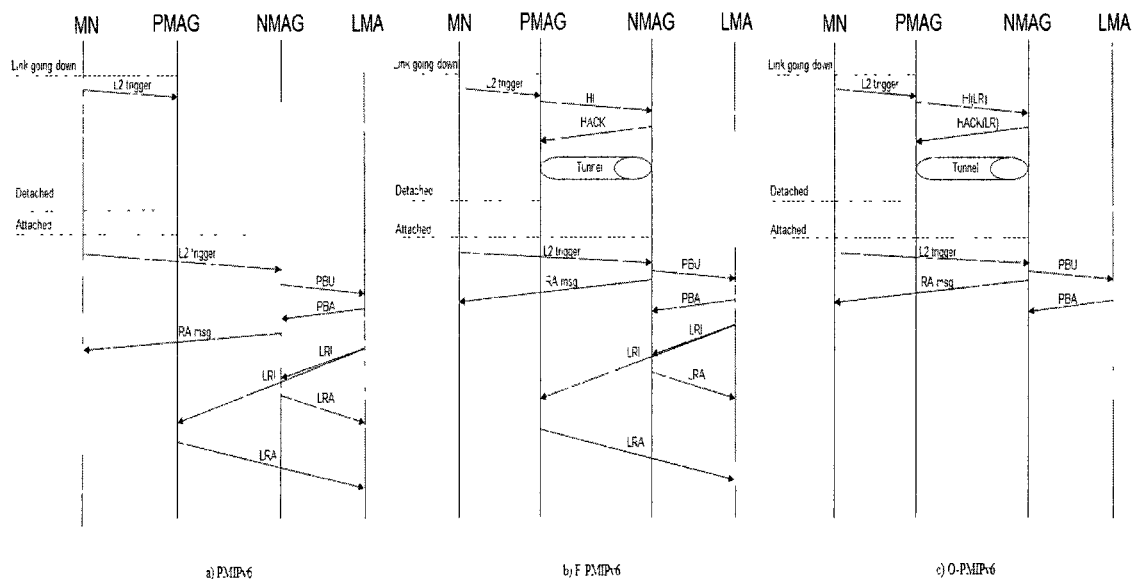 MN PMAG NMAG LMA
Link going down
L2 trigger
Detached
Attached
L2 trigger
PBU
PBA
RA msg
LRI
LRI
LRA
LRA
a) PMIPv6
MN PMAG NMAG LMA
Link going down
L2 trigger
HI
HACK
Tunnel
Detached
Attached
L2 trigger
PBU
RA msg
PBA
LRI
LRI
LRA
LRA
b) F-PMIPv6
MN PMAG NMAG LMA
Link going down
L2 trigger
HI(LR)
HACK(LR)
Tunnel
Detached
Attached
L2 trigger
PBU
RA msg
PBA
c) O-PMIPv6